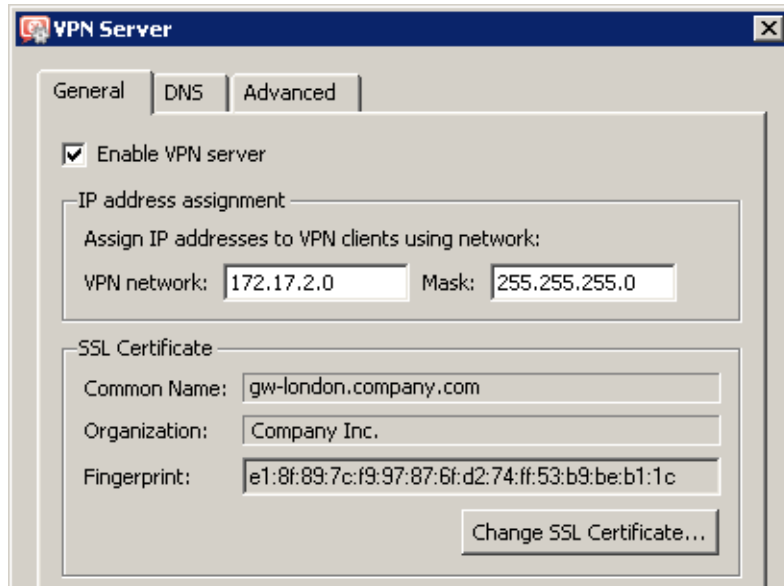 VPN Server
General DNS Advanced
Enable VPN server
IP address assignment
Assign IP addresses to VPN clients using network:
VPN network: 172.17.2.0 Mask: 255.255.255.0
SSL Certificate
Common Name: gw-london.company.com
Organization: Company Inc.
Fingerprint: e1:8f:89:7c:f9:97:87:6f:d2:74:ff:53:b9:be:b1:1c
Change SSL Certificate...